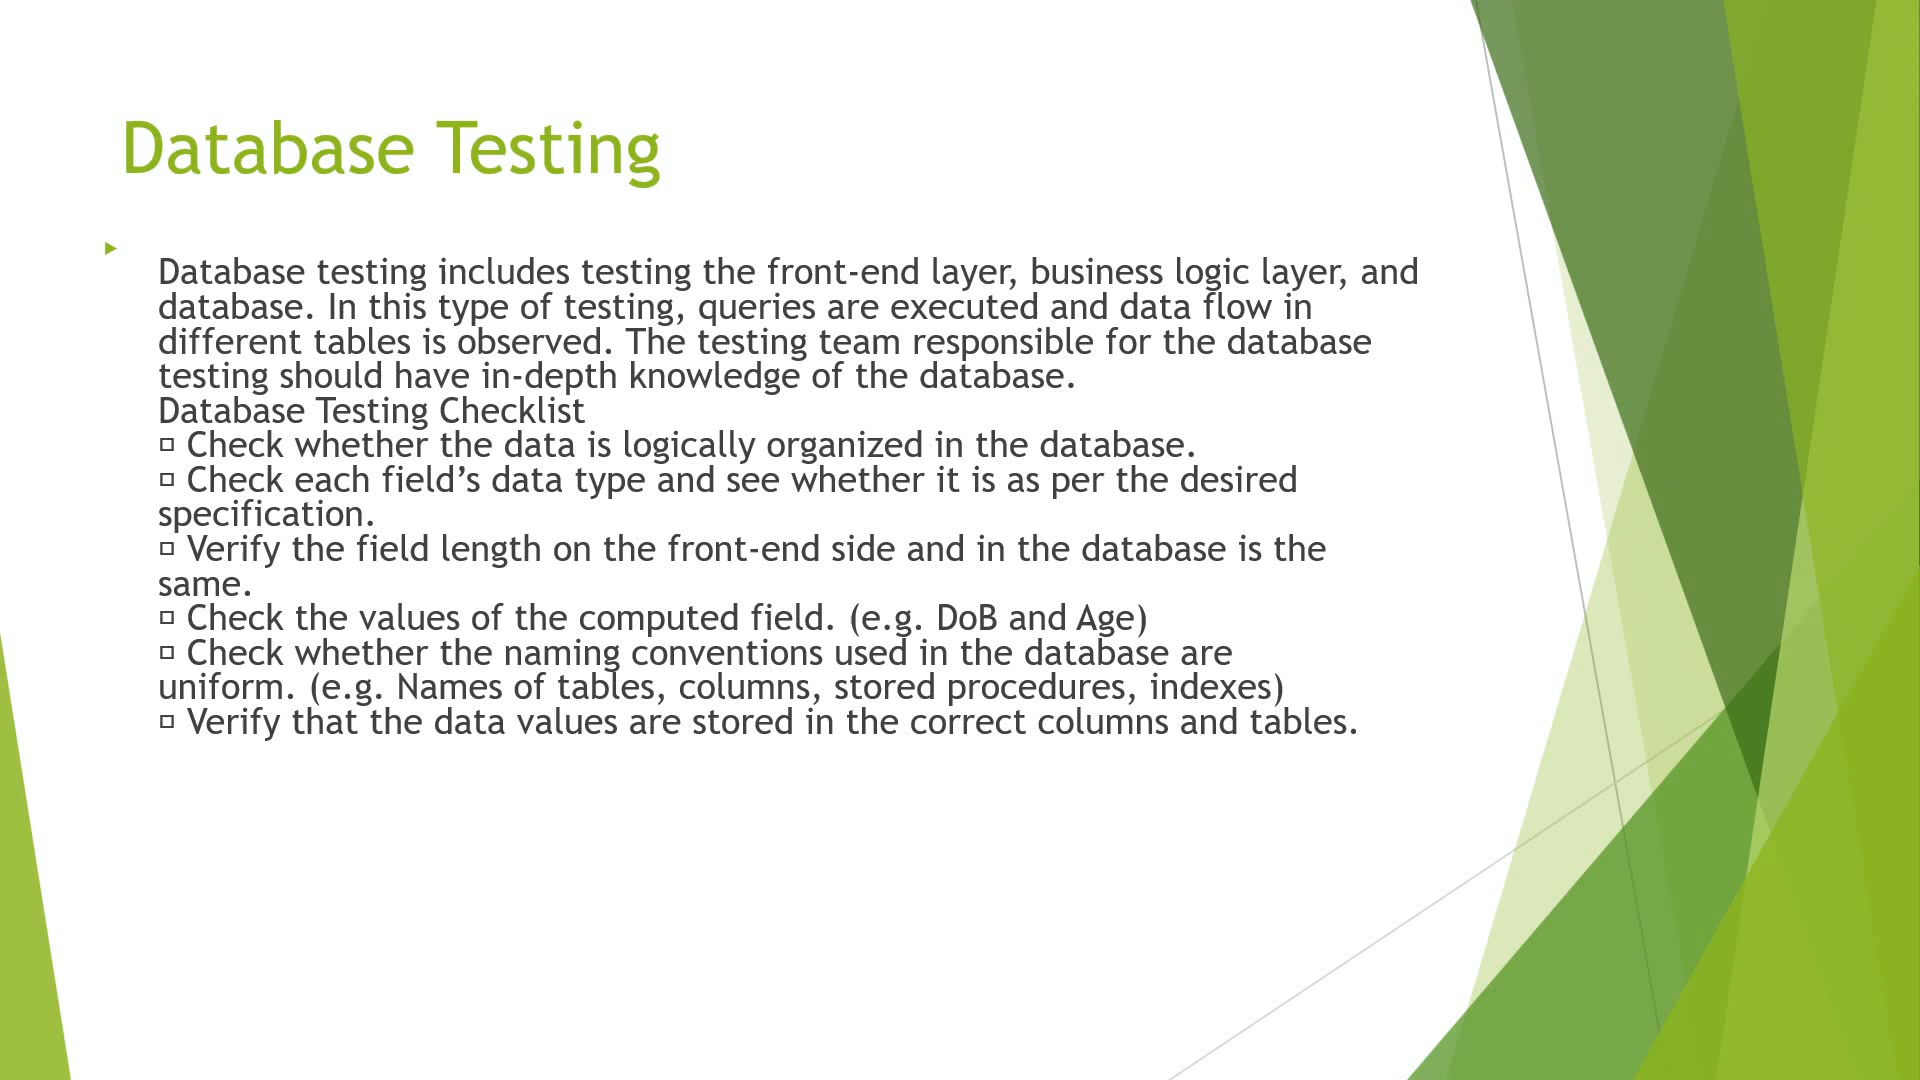 Database Testing
Database testing includes testing the front-end layer, business logic layer, and
database. In this type of testing, queries are executed and data flow in
different tables is observed. The testing team responsible for the database
testing should have in-depth knowledge of the database.
Database Testing Checklist
▯ Check whether the data is logically organized in the database.
▯ Check each field’s data type and see whether it is as per the desired
specification.
▯ Verify the field length on the front-end side and in the database is the
same.
▯ Check the values of the computed field. (e.g. DoB and Age)
▯ Check whether the naming conventions used in the database are
uniform. (e.g. Names of tables, columns, stored procedures, indexes)
▯ Verify that the data values are stored in the correct columns and tables.